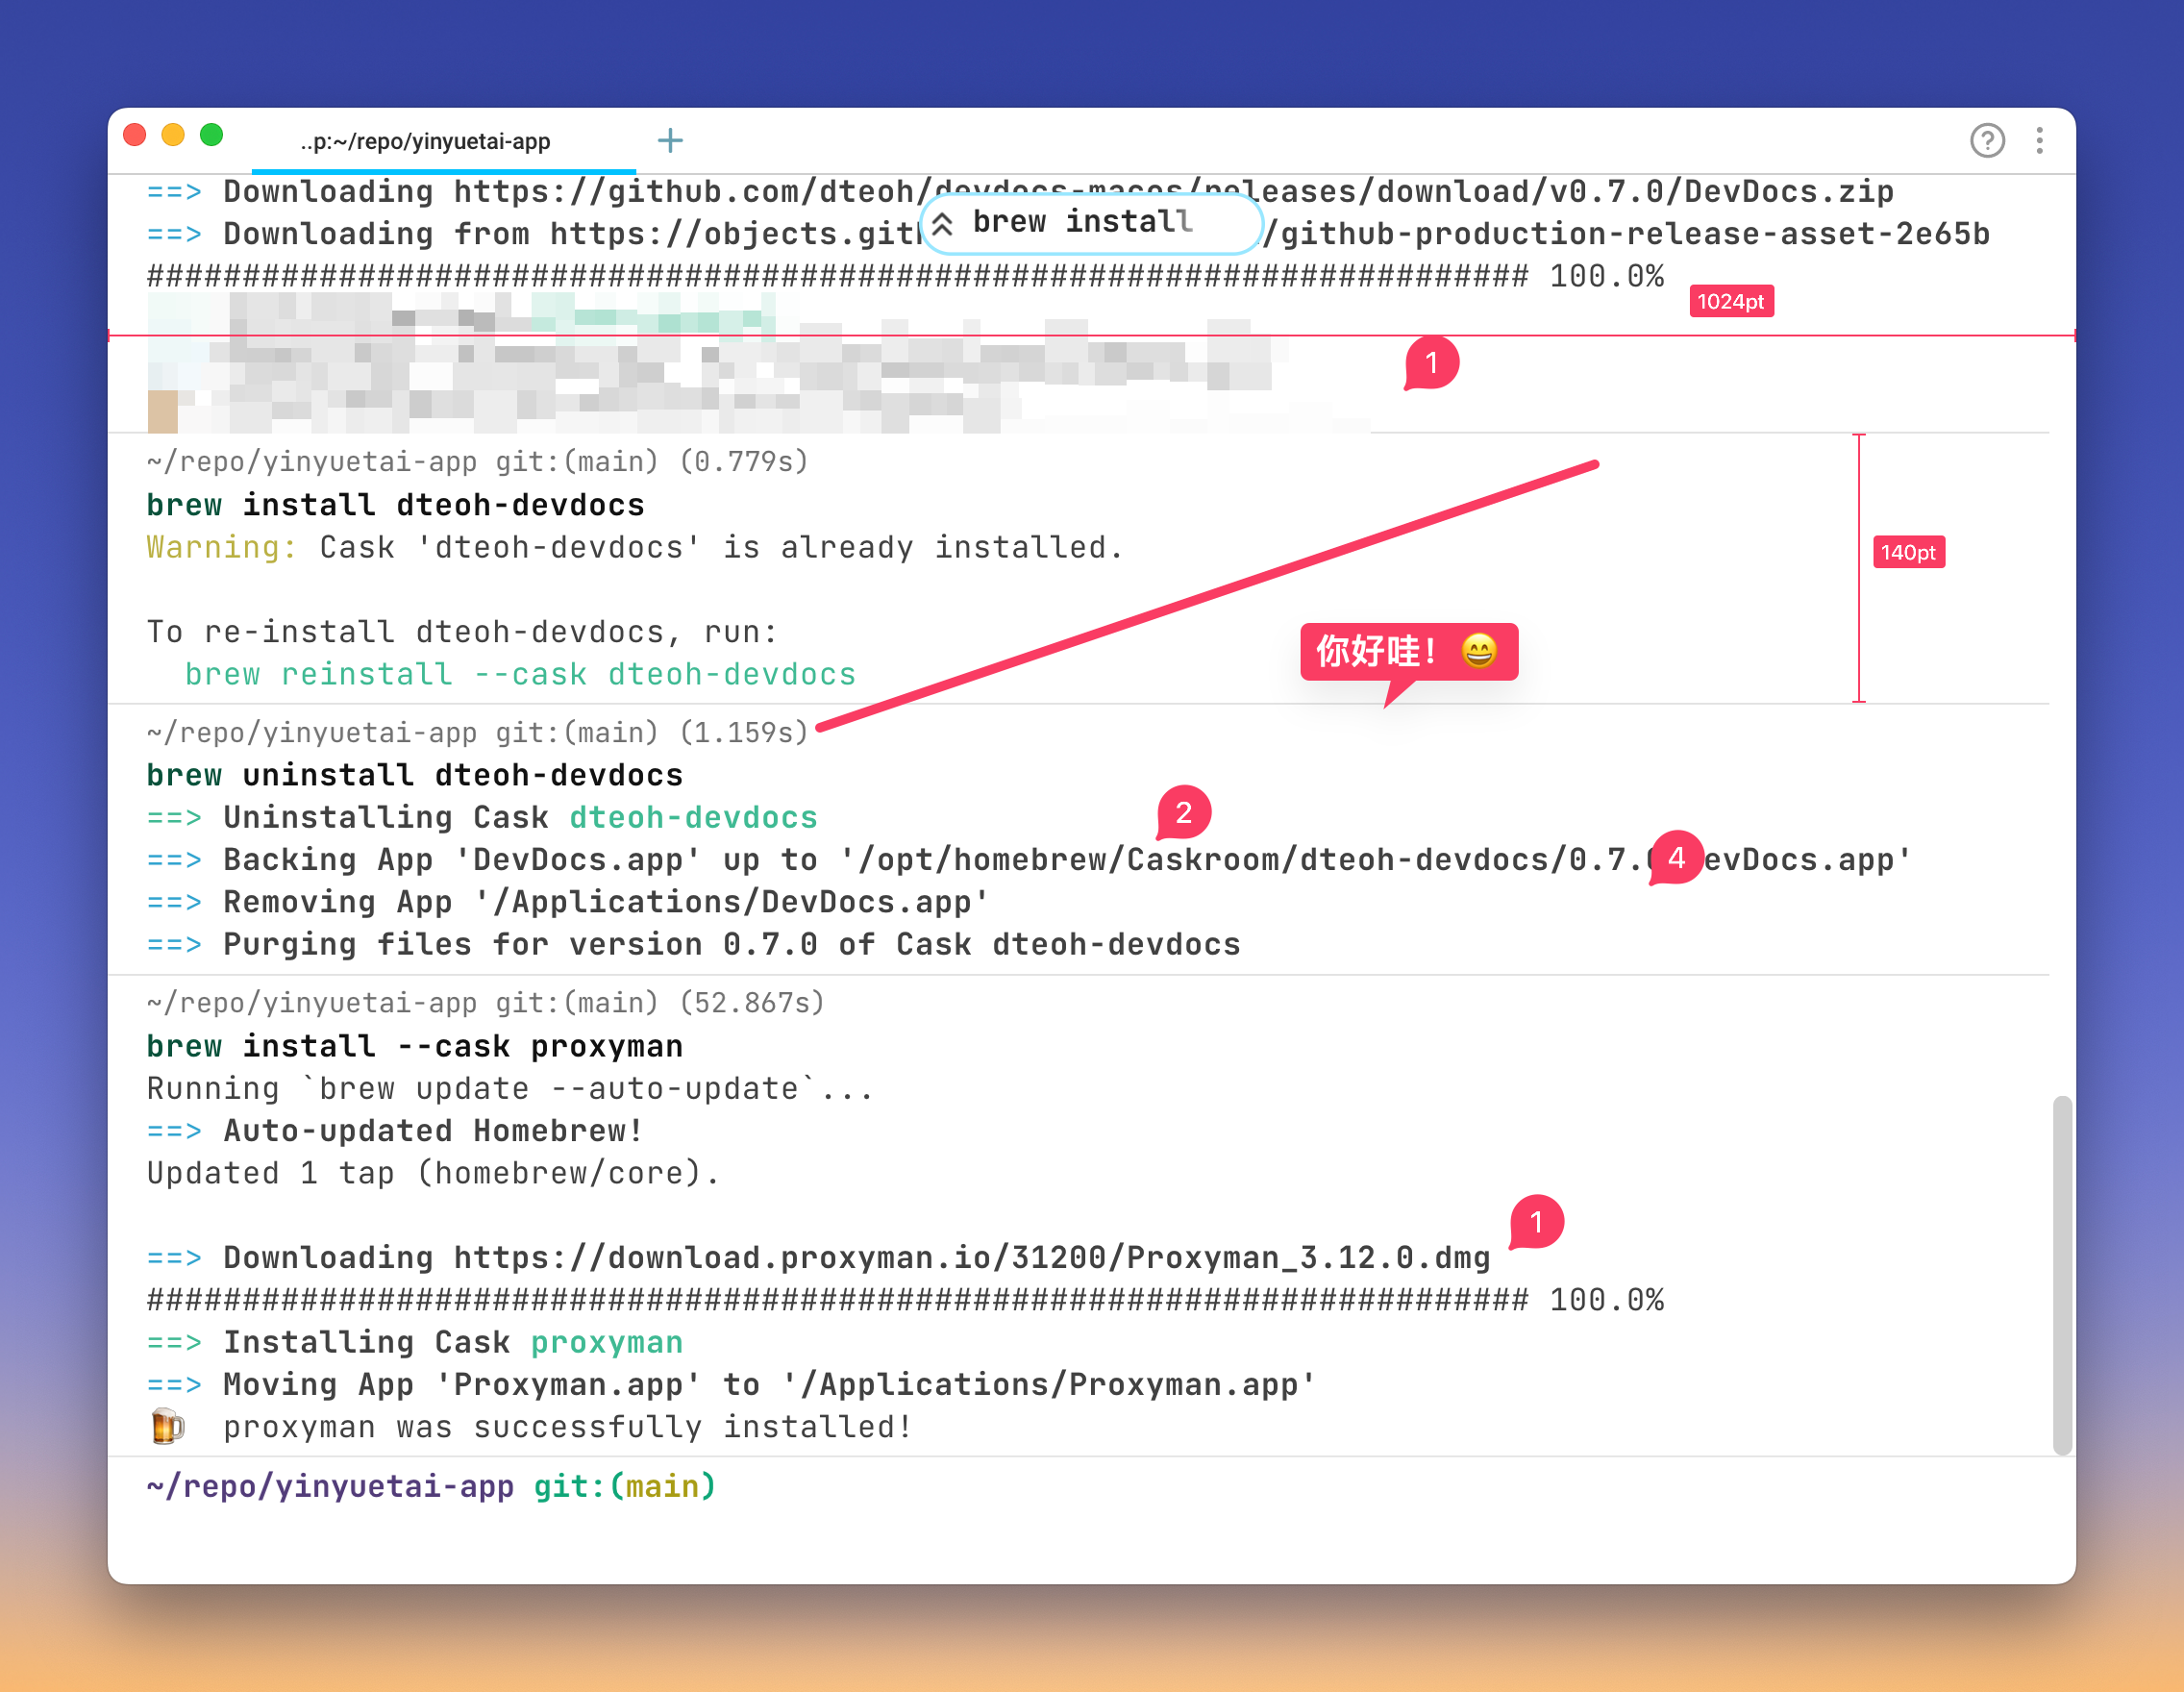 ..p:~/repo/yinyuetai-app
==> Downloading https://github.com/dteoh/devdocs-macos/releases/download/v0.7.0/DevDocs.zip
brew install
==> Downloading from https://objects.gith /github-production-release-asset-2e65b
######################################################################## 100.0%
1024pt
1
~/repo/yinyuetai-app git:(main) (0.779s)
brew install dteoh-devdocs
Warning: Cask 'dteoh-devdocs' is already installed.
140pt
To re-install dteoh-devdocs, run:
你好哇！😄
brew reinstall --cask dteoh-devdocs
~/repo/yinyuetai-app git:(main) (1.159s)
brew uninstall dteoh-devdocs
==> Uninstalling Cask dteoh-devdocs
2
==> Backing App 'DevDocs.app' up to '/opt/homebrew/Caskroom/dteoh-devdocs/0.7.0 evDocs.app'
4
==> Removing App '/Applications/DevDocs.app'
==> Purging files for version 0.7.0 of Cask dteoh-devdocs
~/repo/yinyuetai-app git:(main) (52.867s)
brew install --cask proxyman
Running `brew update --auto-update`...
==> Auto-updated Homebrew!
Updated 1 tap (homebrew/core).
1
==> Downloading https://download.proxyman.io/31200/Proxyman_3.12.0.dmg
######################################################################## 100.0%
==> Installing Cask proxyman
==> Moving App 'Proxyman.app' to '/Applications/Proxyman.app'
🍺 proxyman was successfully installed!
~/repo/yinyuetai-app git:(main)